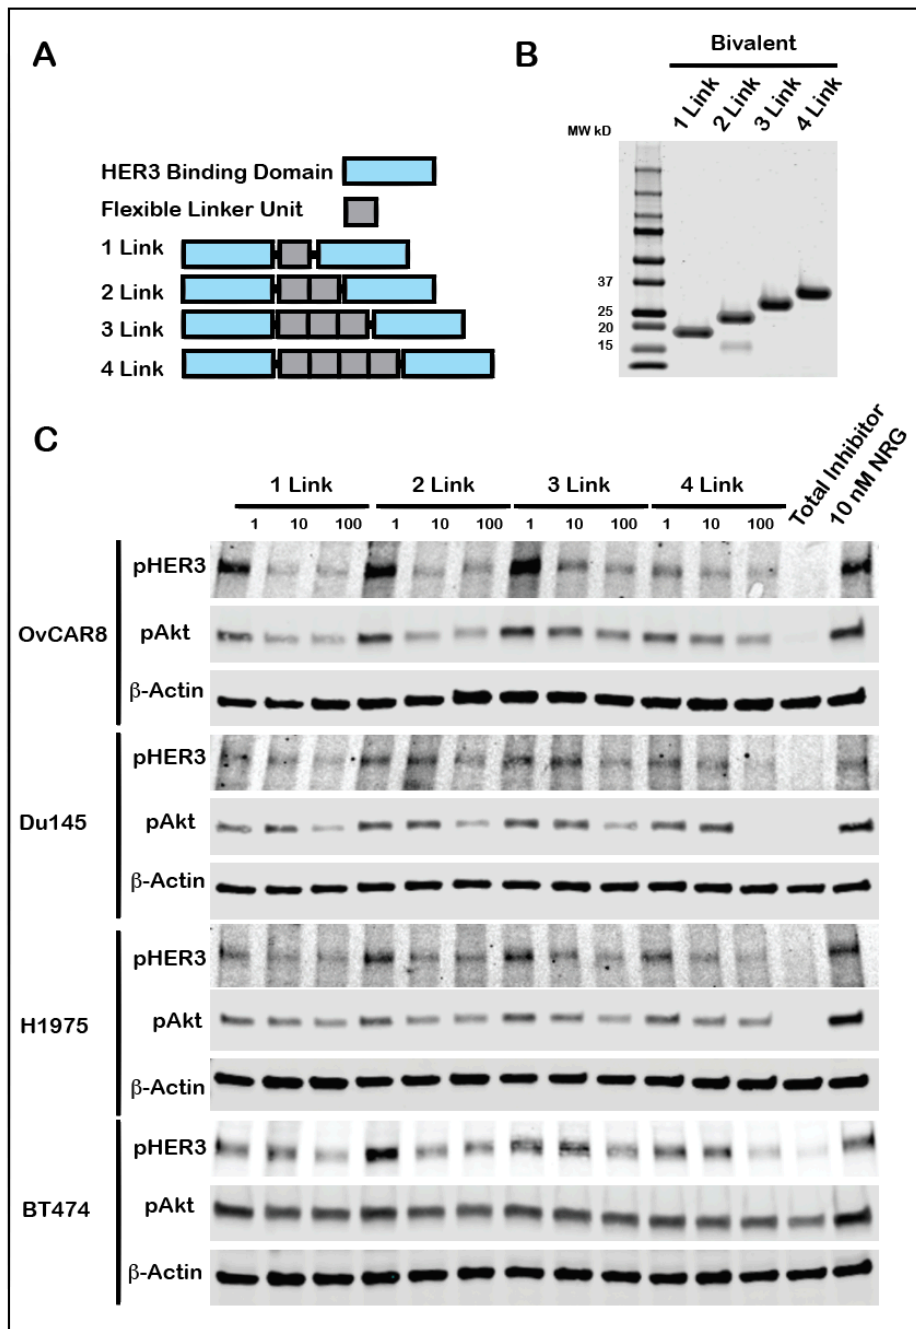 A
HER3 Binding Domain
Flexible Linker Unit
1 Link
2 Link
3 Link
4 Link
B
Bivalent
1 Link 2 Link 3 Link 4 Link
MW kD
37
25
20
15
C
1 Link 2 Link 3 Link 4 Link Total Inhibitor 10 nM NRG
1 10 100 1 10 100 1 10 100 1 10 100
OvCAR8
pHER3
pAkt
β-Actin
Du145
pHER3
pAkt
β-Actin
H1975
pHER3
pAkt
β-Actin
BT474
pHER3
pAkt
β-Actin